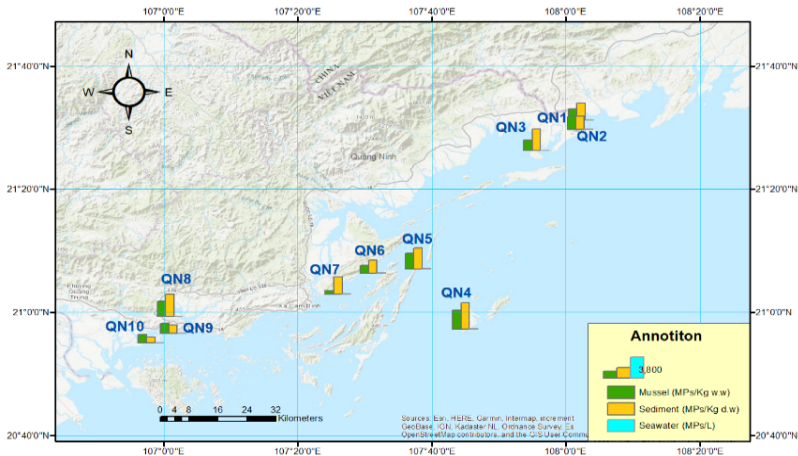 107°0'0"E 107°20'0"E 107°40'0"E 108°0'0"E 108°20'0"E
21°40'0"N 21°40'0"N
N
W E
S
CHINA
VIETNAM
QN1
QN3
QN2
Quảng Ninh
21°20'0"N 21°20'0"N
QN5
QN6
QN7
QN8
QN4
21°0'0"N 21°0'0"N
QN10 QN9
Annotiton
3,800
Mussel (MPs/Kg w.w)
Sediment (MPs/Kg d.w)
Seawater (MPs/L)
0 4 8 16 24 32
Kilometers
Sources: Esri, HERE, Garmin, Intermap, increment
GeoBase, IGN, Kadaster NL, Ordnance Survey, Es
OpenStreetMap contributors, and the GIS User Comm
20°40'0"N 20°40'0"N
107°0'0"E 107°20'0"E 107°40'0"E 108°0'0"E 108°20'0"E